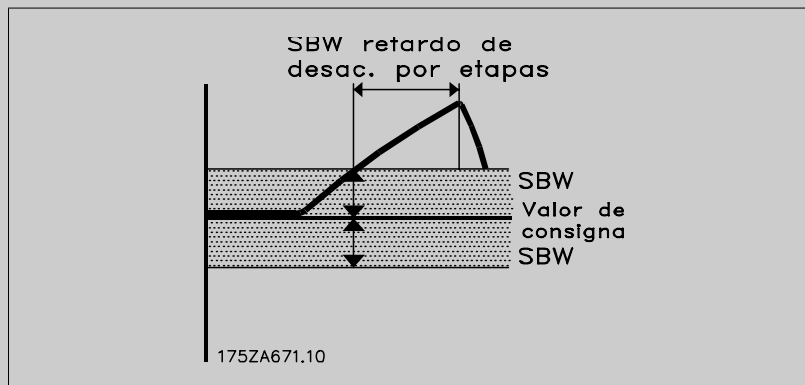 SBW retardo de
desac. por etapas
SBW
Valor de
consigna
SBW
175ZA671.10